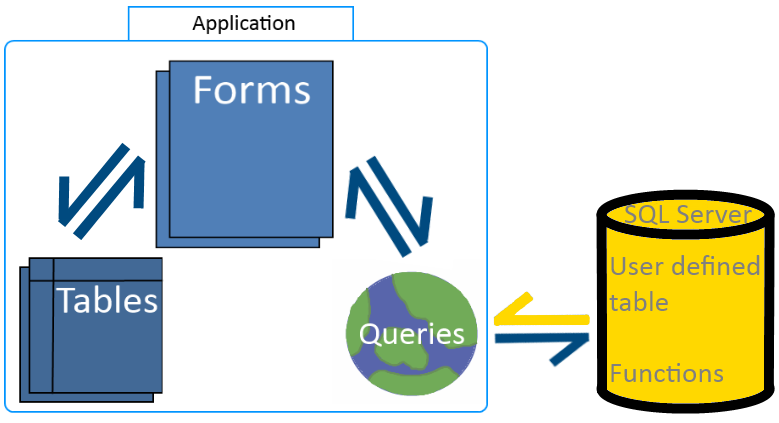 Application
Forms
Tables
Queries
SQL Server
User defined
table
Functions